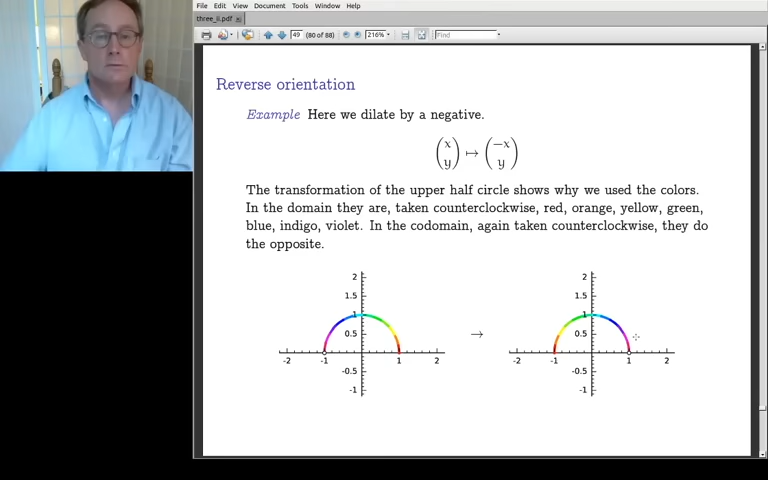 File Edit View Document Tools Windows Help
three_ii.pdf
49 (80 of 88) 216% Find
Reverse orientation
Example Here we dilate by a negative.
(x y) ↦ (−x y)
The transformation of the upper half circle shows why we used the colors.
In the domain they are, taken counterclockwise, red, orange, yellow, green,
blue, indigo, violet. In the codomain, again taken counterclockwise, they do
the opposite.
2 2
1.5 1.5
1 → 1
0.5 0.5
-2 -1 1 2 -2 -1 1 2
-0.5 -0.5
-1 -1